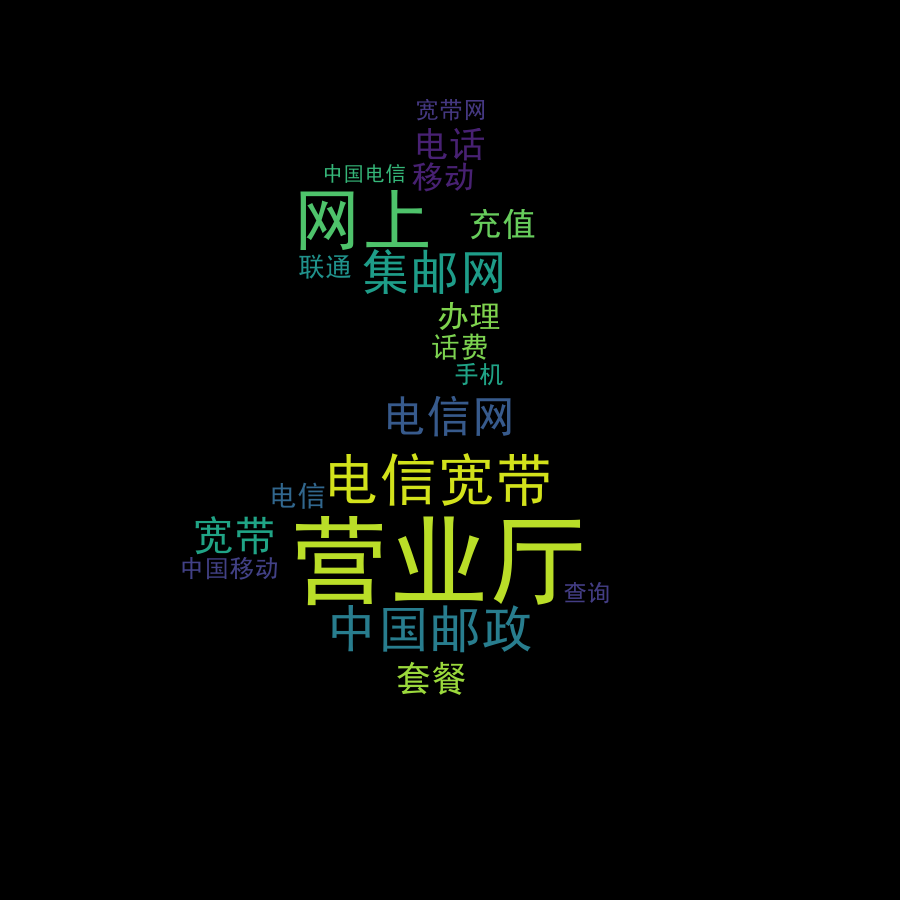 宽带网
电话
中国电信 移动
网上 充值
联通 集邮网
办理
话费
手机
电信网
电信宽带
电信
宽带 营业厅
中国移动
查询
中国邮政
套餐